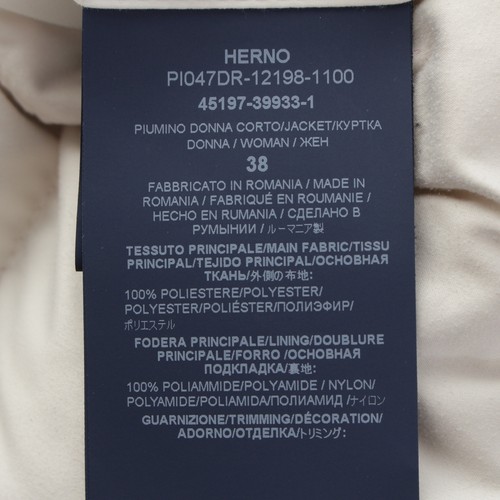 HERNO
PI047DR-12198-1100
45197-39933-1
PIUMINO DONNA CORTO/JACKET/КУРТКА
DONNA / WOMAN / ЖЕН
38
FABBRICATO IN ROMANIA / MADE IN
ROMANIA / FABRIQUÉ EN ROUMANIE /
HECHO EN RUMANIA / СДЕЛАНО В
РУМЫНИИ / ルーマニア製
TESSUTO PRINCIPALE/MAIN FABRIC/TISSU
PRINCIPAL/TEJIDO PRINCIPAL/ОСНОВНАЯ
ТКАНЬ/外側の布地:
100% POLIESTERE/POLYESTER/
POLYESTER/POLIÉSTER/ПОЛИЭФИР/
ポリエステル
FODERA PRINCIPALE/LINING/DOUBLURE
PRINCIPALE/FORRO /ОСНОВНАЯ
ПОДКЛАДКА/裏地:
100% POLIAMMIDE/POLYAMIDE / NYLON/
POLYAMIDE/POLIAMIDA/ПОЛИАМИД /ナイロン
GUARNIZIONE/TRIMMING/DÉCORATION/
ADORNO/ОТДЕЛКА/トリミング: